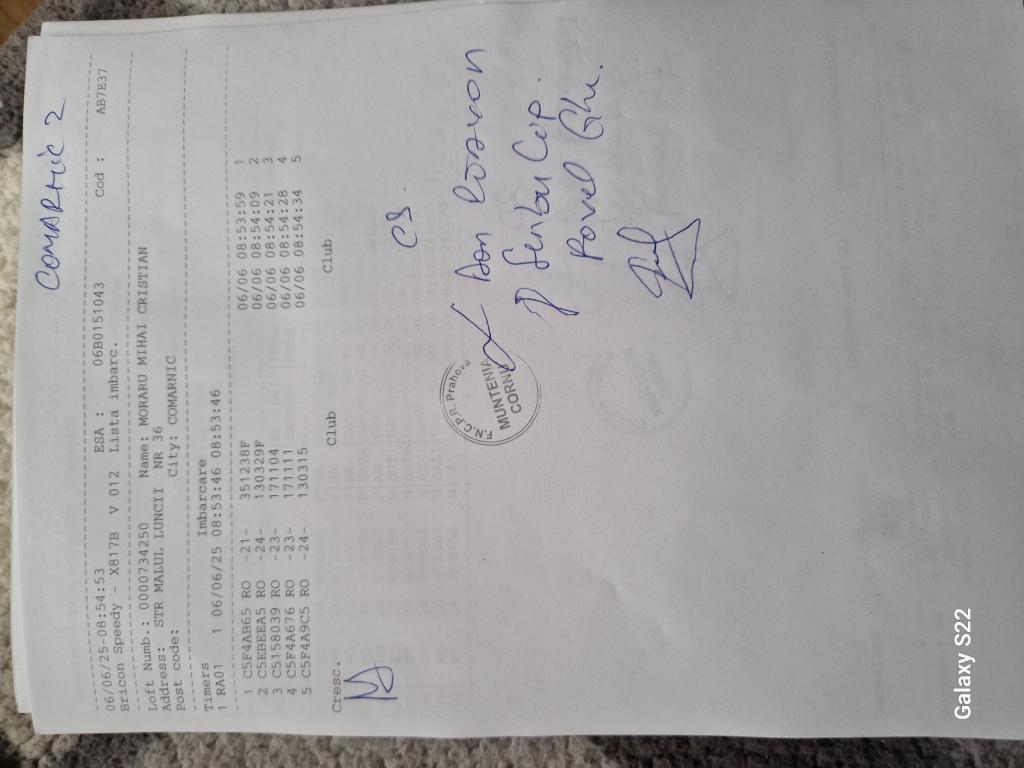 COMARNIC 2
06/06/25-08:54:53 ESA : 06B0151043 Cod : AB7E37
Bricon Speedy - X817B V 012 Lista imbarc.
Loft Numb.: 0000734250 Name: MORARU MIHAI CRISTIAN
Address: STR MALUL LUNCII NR 36
Post code: City: COMARNIC
Timers Imbarcare
1 RA01 1 06/06/25 08:53:46 08:53:46
1 C5F4AB65 RO -21- 351238F 06/06 08:53:59 1
2 C5EBEEA5 RO -24- 130329F 06/06 08:54:09 2
3 C5158039 RO -23- 171104 06/06 08:54:21 3
4 C5F4A676 RO -23- 171111 06/06 08:54:28 4
5 C5F4A9C5 RO -24- 130315 06/06 08:54:34 5
Cresc. Club Club
F.N.C.P.R. Prahova
MUNTENIA
CORNU
Pavel Ghe.
Galaxy S22